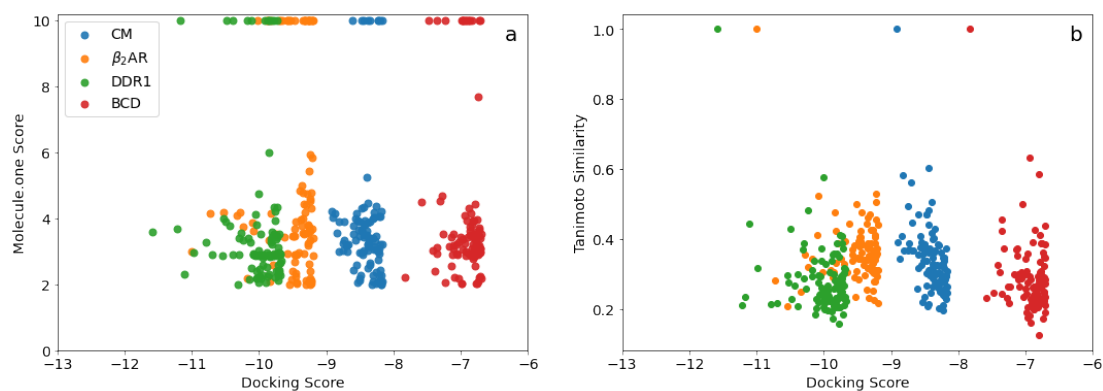 a
10
8
6
4
2
0
Molecule.one Score
CM
β₂AR
DDR1
BCD
−13
−12
−11
−10
−9
−8
−7
−6
Docking Score
b
1.0
0.8
0.6
0.4
0.2
Tanimoto Similarity
−13
−12
−11
−10
−9
−8
−7
−6
Docking Score